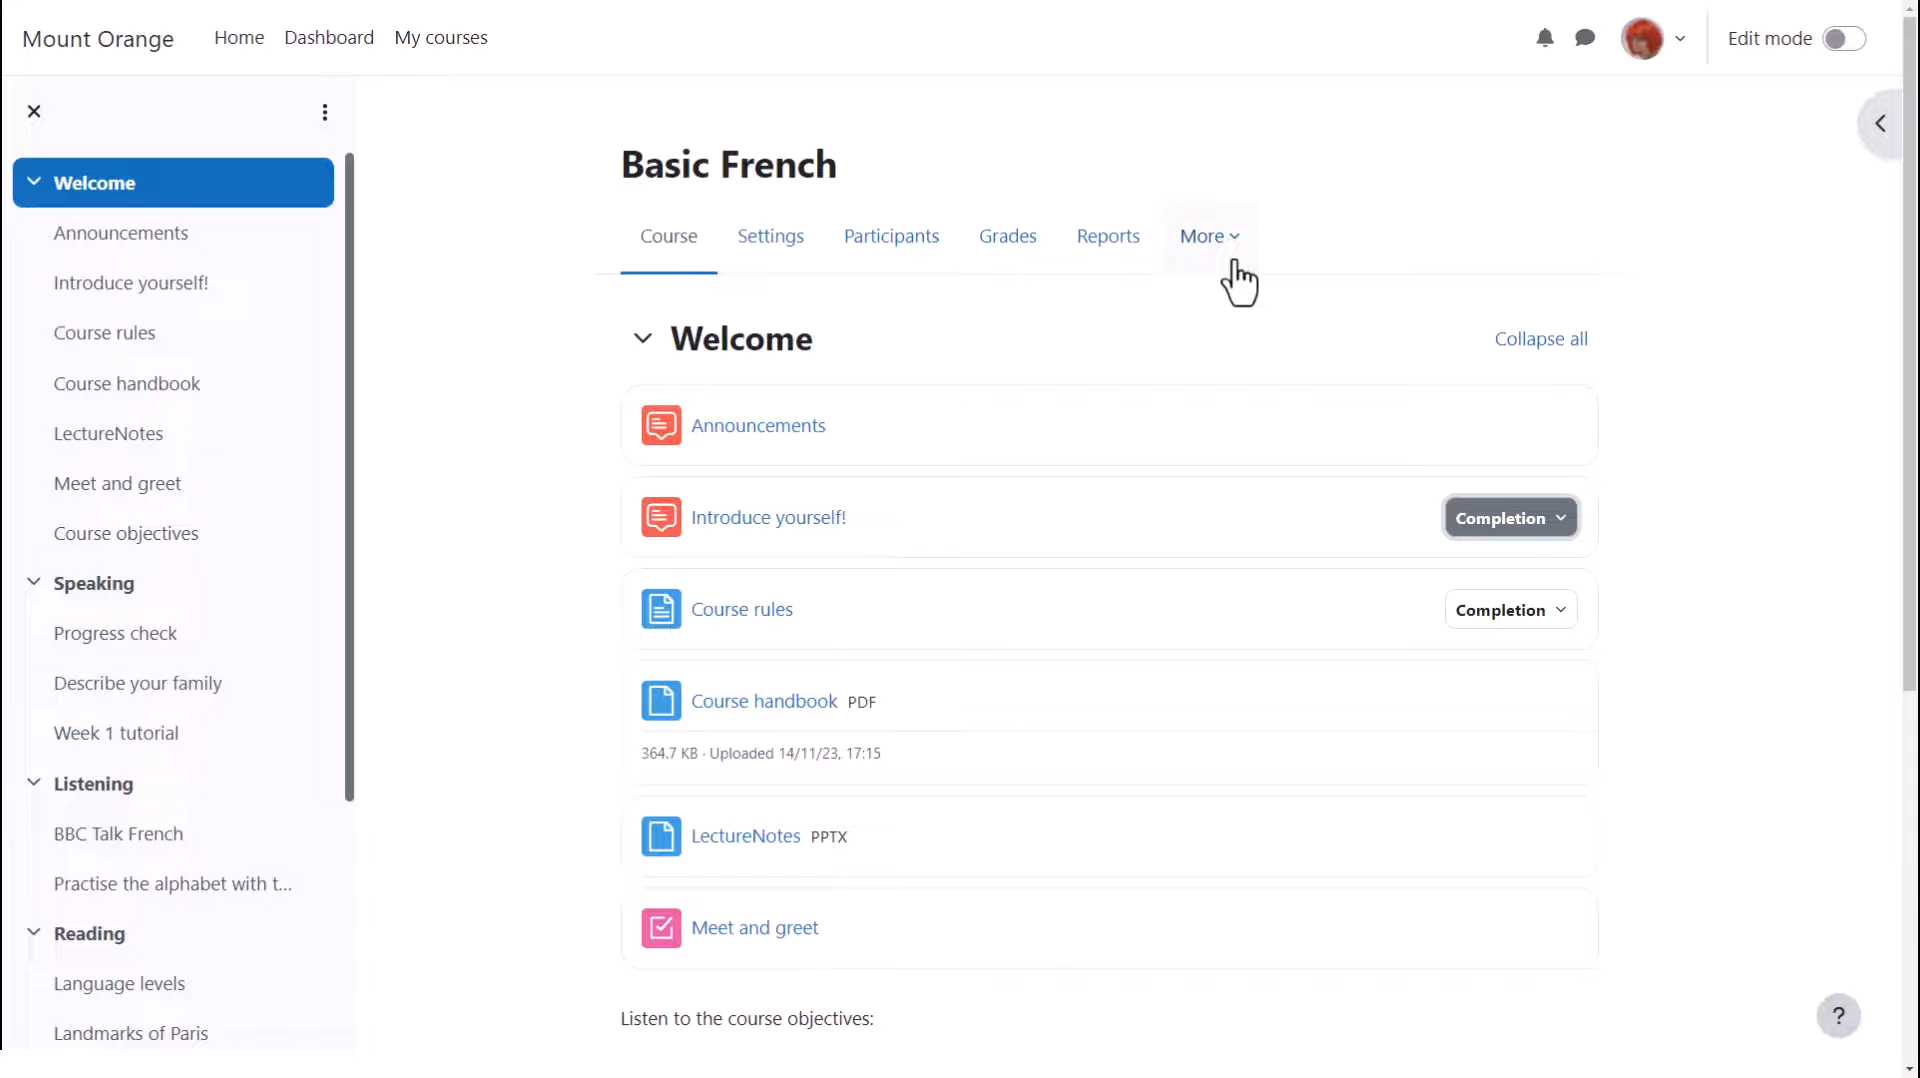 Mount Orange Home Dashboard My courses Edit mode
Welcome
Announcements
Introduce yourself!
Course rules
Course handbook
LectureNotes
Meet and greet
Course objectives
Speaking
Progress check
Describe your family
Week 1 tutorial
Listening
BBC Talk French
Practise the alphabet with t...
Reading
Language levels
Landmarks of Paris
Basic French
Course Settings Participants Grades Reports More
Welcome Collapse all
Announcements
Introduce yourself! Completion
Course rules Completion
Course handbook PDF
364.7 KB · Uploaded 14/11/23, 17:15
LectureNotes PPTX
Meet and greet
Listen to the course objectives:
?